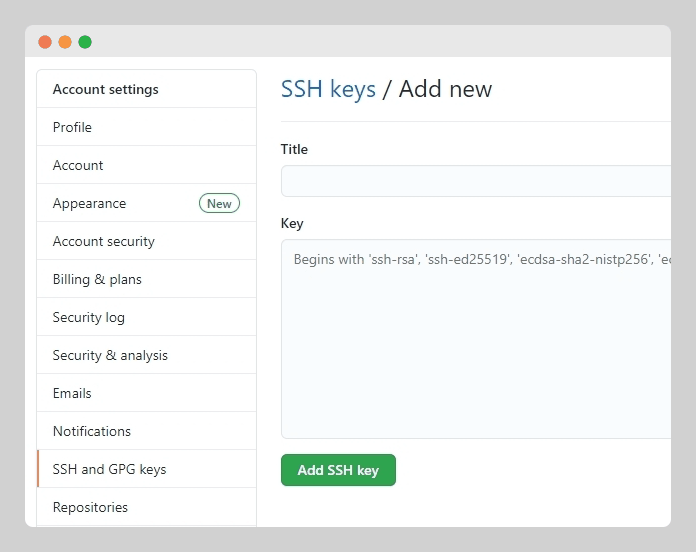 Account settings
Profile
Account
Appearance New
Account security
Billing & plans
Security log
Security & analysis
Emails
Notifications
SSH and GPG keys
Repositories
SSH keys / Add new
Title
Key
Begins with 'ssh-rsa', 'ssh-ed25519', 'ecdsa-sha2-nistp256',
Add SSH key